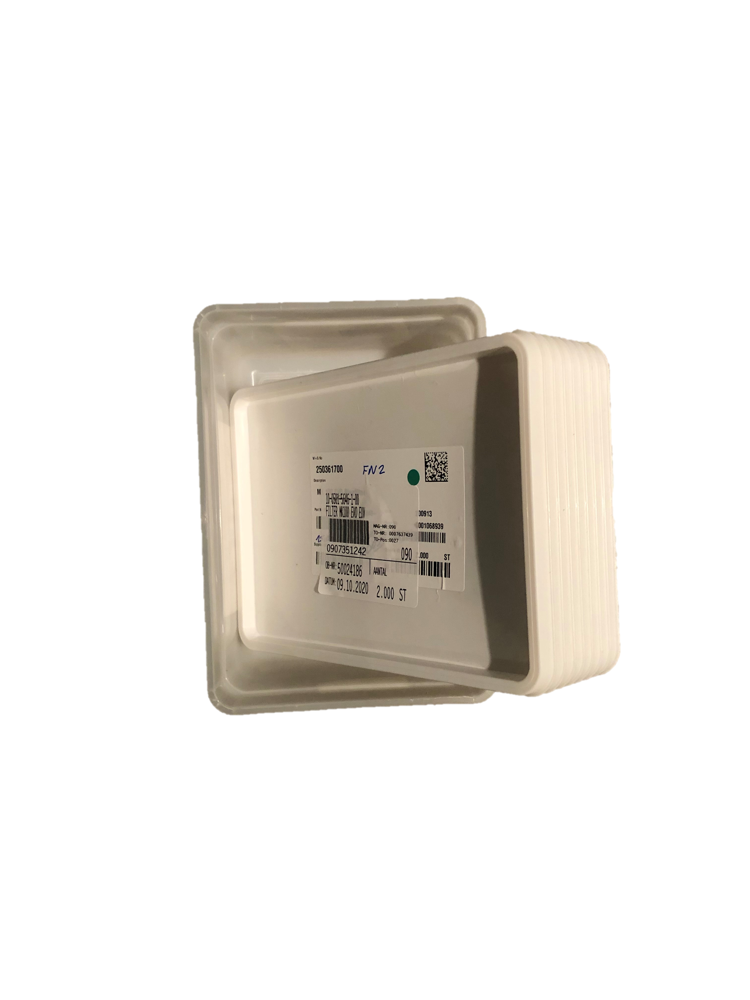 W+G No
250361700
FN2
Description
M
10-0501-5646-1-00
FILTER MK100 EVO EUV
Part N
00913
MAG-NR:090
001068939
TO-NR: 0007637439
TO-Pos:0027
0907351242
090
.000 ST
OB-NR: 50024186
AANTAL
DATUM: 09.10.2020
2.000 ST